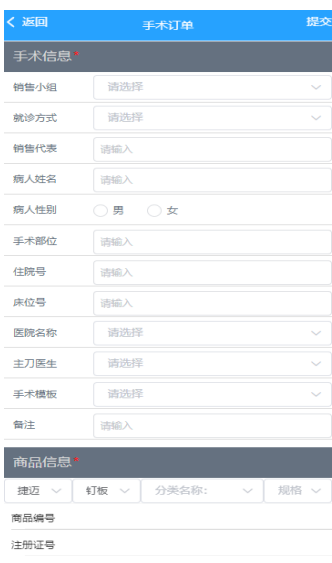 返回 手术订单 提交
手术信息*
销售小组 请选择
就诊方式 请选择
销售代表 请输入
病人姓名 请输入
病人性别 男 女
手术部位 请输入
住院号 请输入
床位号 请输入
医院名称 请选择
主刀医生 请选择
手术模板 请选择
备注 请输入
商品信息*
捷迈 钉板 分类名称: 规格
商品编号
注册证号